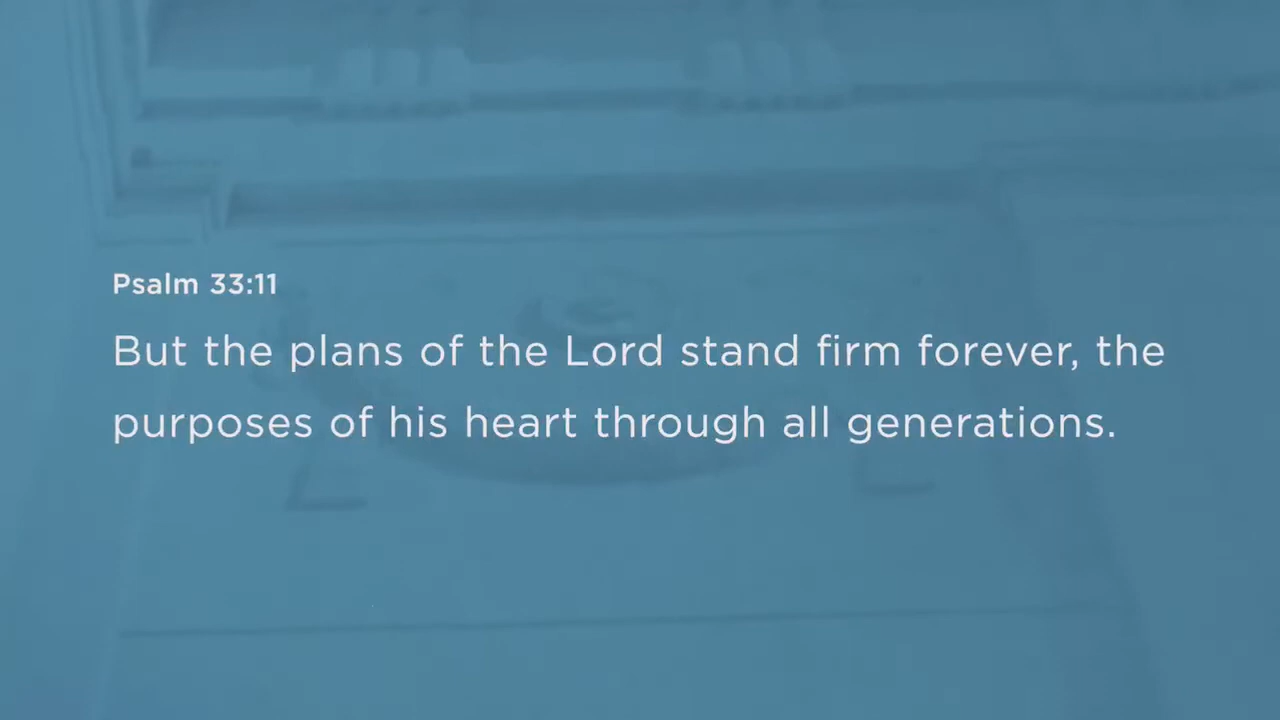 Psalm 33:11
But the plans of the Lord stand firm forever, the
purposes of his heart through all generations.